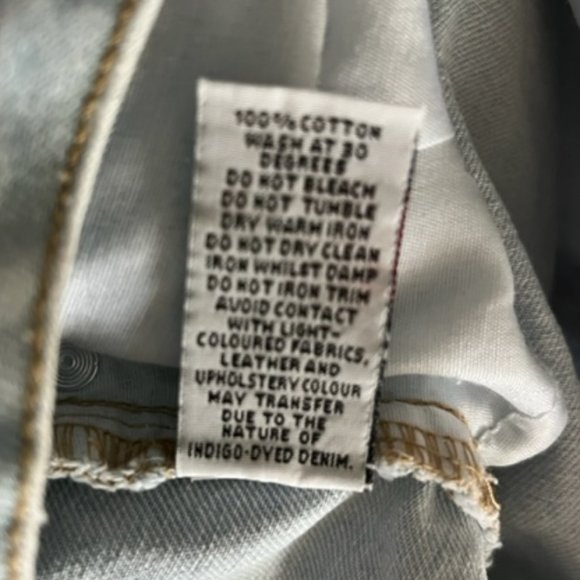 100% COTTON
WASH AT 30
DEGREES
DO NOT BLEACH
DO NOT TUMBLE
DRY WARM IRON
DO NOT DRY CLEAN
IRON WHILST DAMP
DO NOT IRON TRIM
AVOID CONTACT
WITH LIGHT-
COLOURED FABRICS,
LEATHER AND
UPHOLSTERY COLOUR
MAY TRANSFER
DUE TO THE
NATURE OF
INDIGO-DYED DENIM.